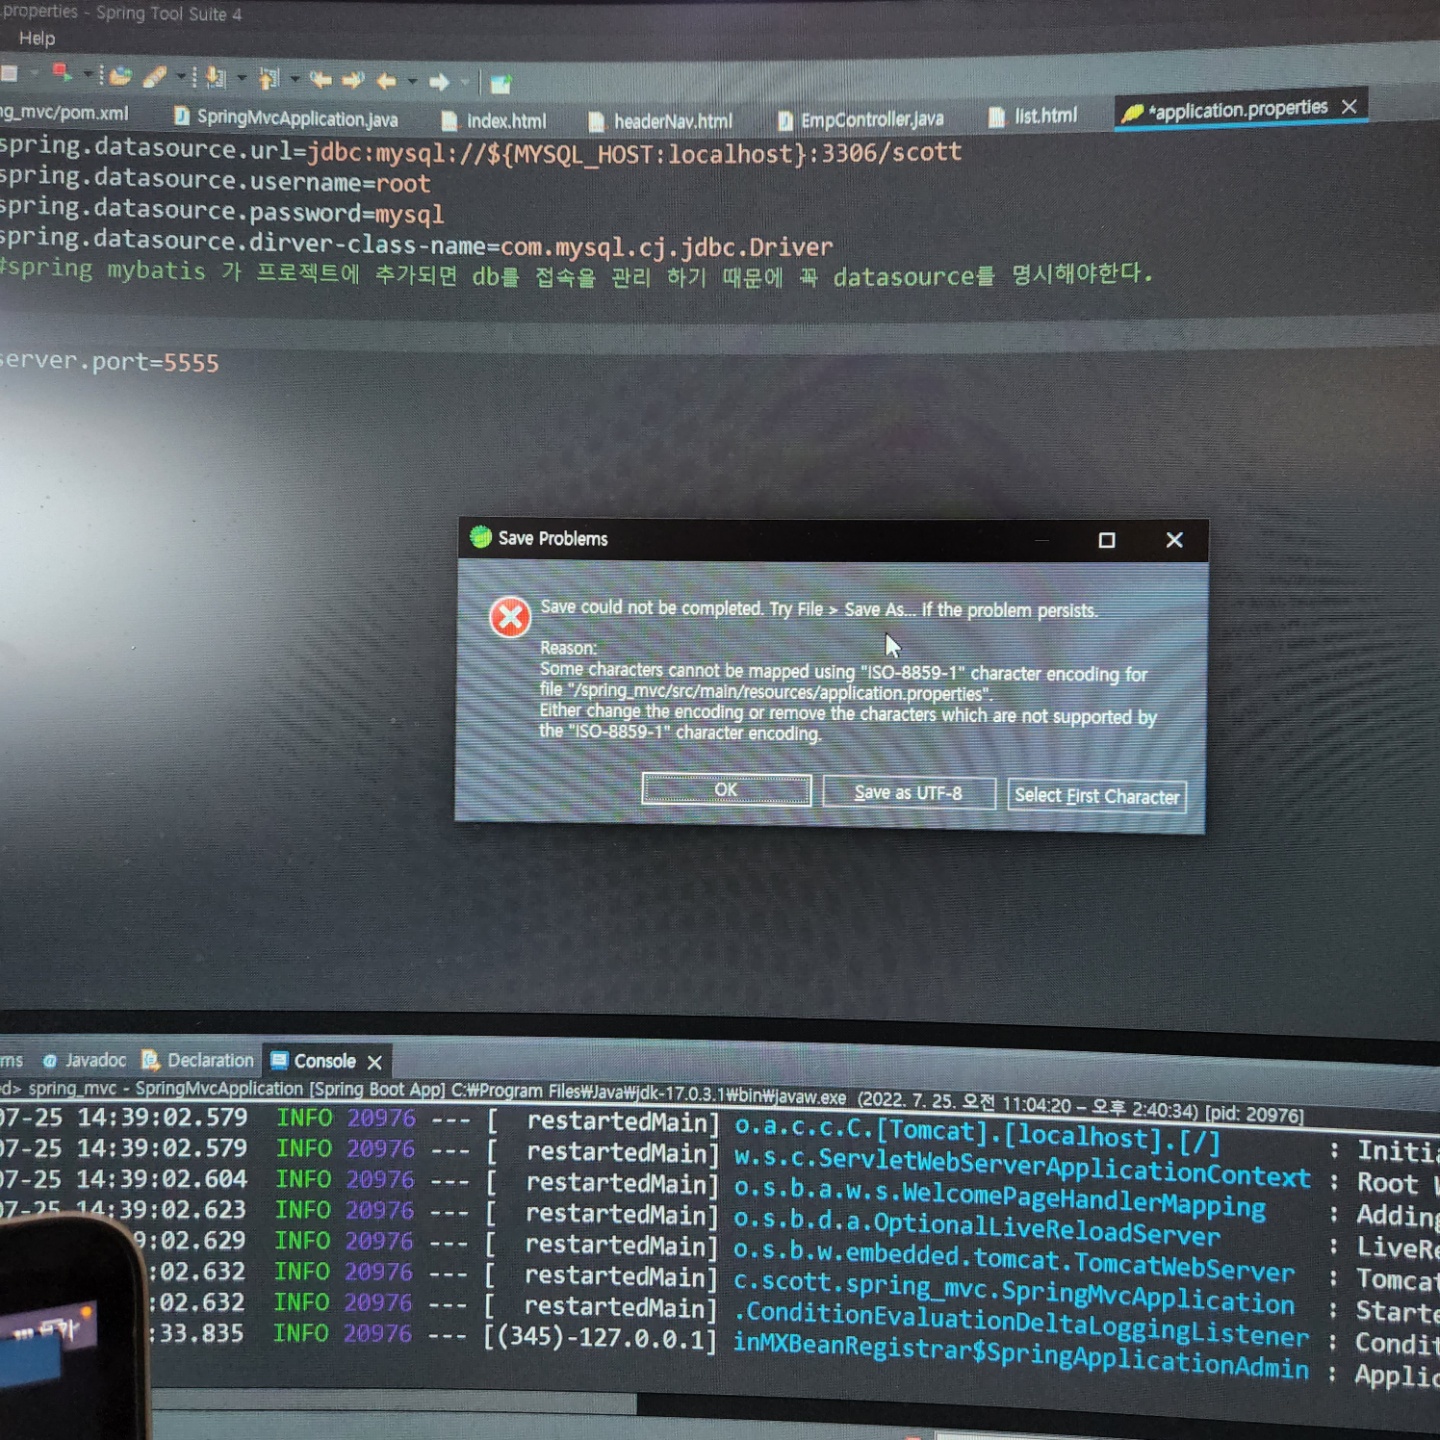 .properties - Spring Tool Suite 4
Help
ng_mvc/pom.xml SpringMvcApplication.java index.html headerNav.html EmpController.java list.html *application.properties
spring.datasource.url=jdbc:mysql://${MYSQL_HOST:localhost}:3306/scott
spring.datasource.username=root
spring.datasource.password=mysql
spring.datasource.dirver-class-name=com.mysql.cj.jdbc.Driver
#spring mybatis 가 프로젝트에 추가되면 db를 접속을 관리 하기 때문에 꼭 datasource를 명시해야한다.
server.port=5555
Save Problems
Save could not be completed. Try File > Save As... if the problem persists.
Reason:
Some characters cannot be mapped using "ISO-8859-1" character encoding for
file "/spring_mvc/src/main/resources/application.properties".
Either change the encoding or remove the characters which are not supported by
the "ISO-8859-1" character encoding.
OK Save as UTF-8 Select First Character
ms Javadoc Declaration Console
d> spring_mvc - SpringMvcApplication [Spring Boot App] C:₩Program Files₩Java₩jdk-17.0.3.1₩bin₩javaw.exe (2022. 7. 25. 오전 11:04:20 – 오후 2:40:34) [pid: 20976]
07-25 14:39:02.579 INFO 20976 --- [ restartedMain] o.a.c.c.C.[Tomcat].[localhost].[/] : Initia
07-25 14:39:02.579 INFO 20976 --- [ restartedMain] w.s.c.ServletWebServerApplicationContext : Root W
07-25 14:39:02.604 INFO 20976 --- [ restartedMain] o.s.b.a.w.s.WelcomePageHandlerMapping : Adding
07-25 14:39:02.623 INFO 20976 --- [ restartedMain] o.s.b.d.a.OptionalLiveReloadServer : LiveRe
9:02.629 INFO 20976 --- [ restartedMain] o.s.b.w.embedded.tomcat.TomcatWebServer : Tomcat
:02.632 INFO 20976 --- [ restartedMain] c.scott.spring_mvc.SpringMvcApplication : Starte
:02.632 INFO 20976 --- [ restartedMain] .ConditionEvaluationDeltaLoggingListener : Condit
:33.835 INFO 20976 --- [(345)-127.0.0.1] inMXBeanRegistrar$SpringApplicationAdmin : Applic